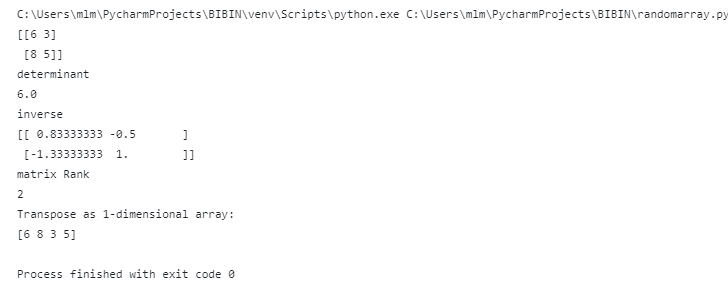 C:\Users\mlm\PycharmProjects\BIBIN\venv\Scripts\python.exe C:\Users\mlm\PycharmProjects\BIBIN\randomarray.py
[[6 3]
 [8 5]]
determinant
6.0
inverse
[[ 0.83333333 -0.5       ]
 [-1.33333333  1.        ]]
matrix Rank
2
Transpose as 1-dimensional array:
[6 8 3 5]
Process finished with exit code 0